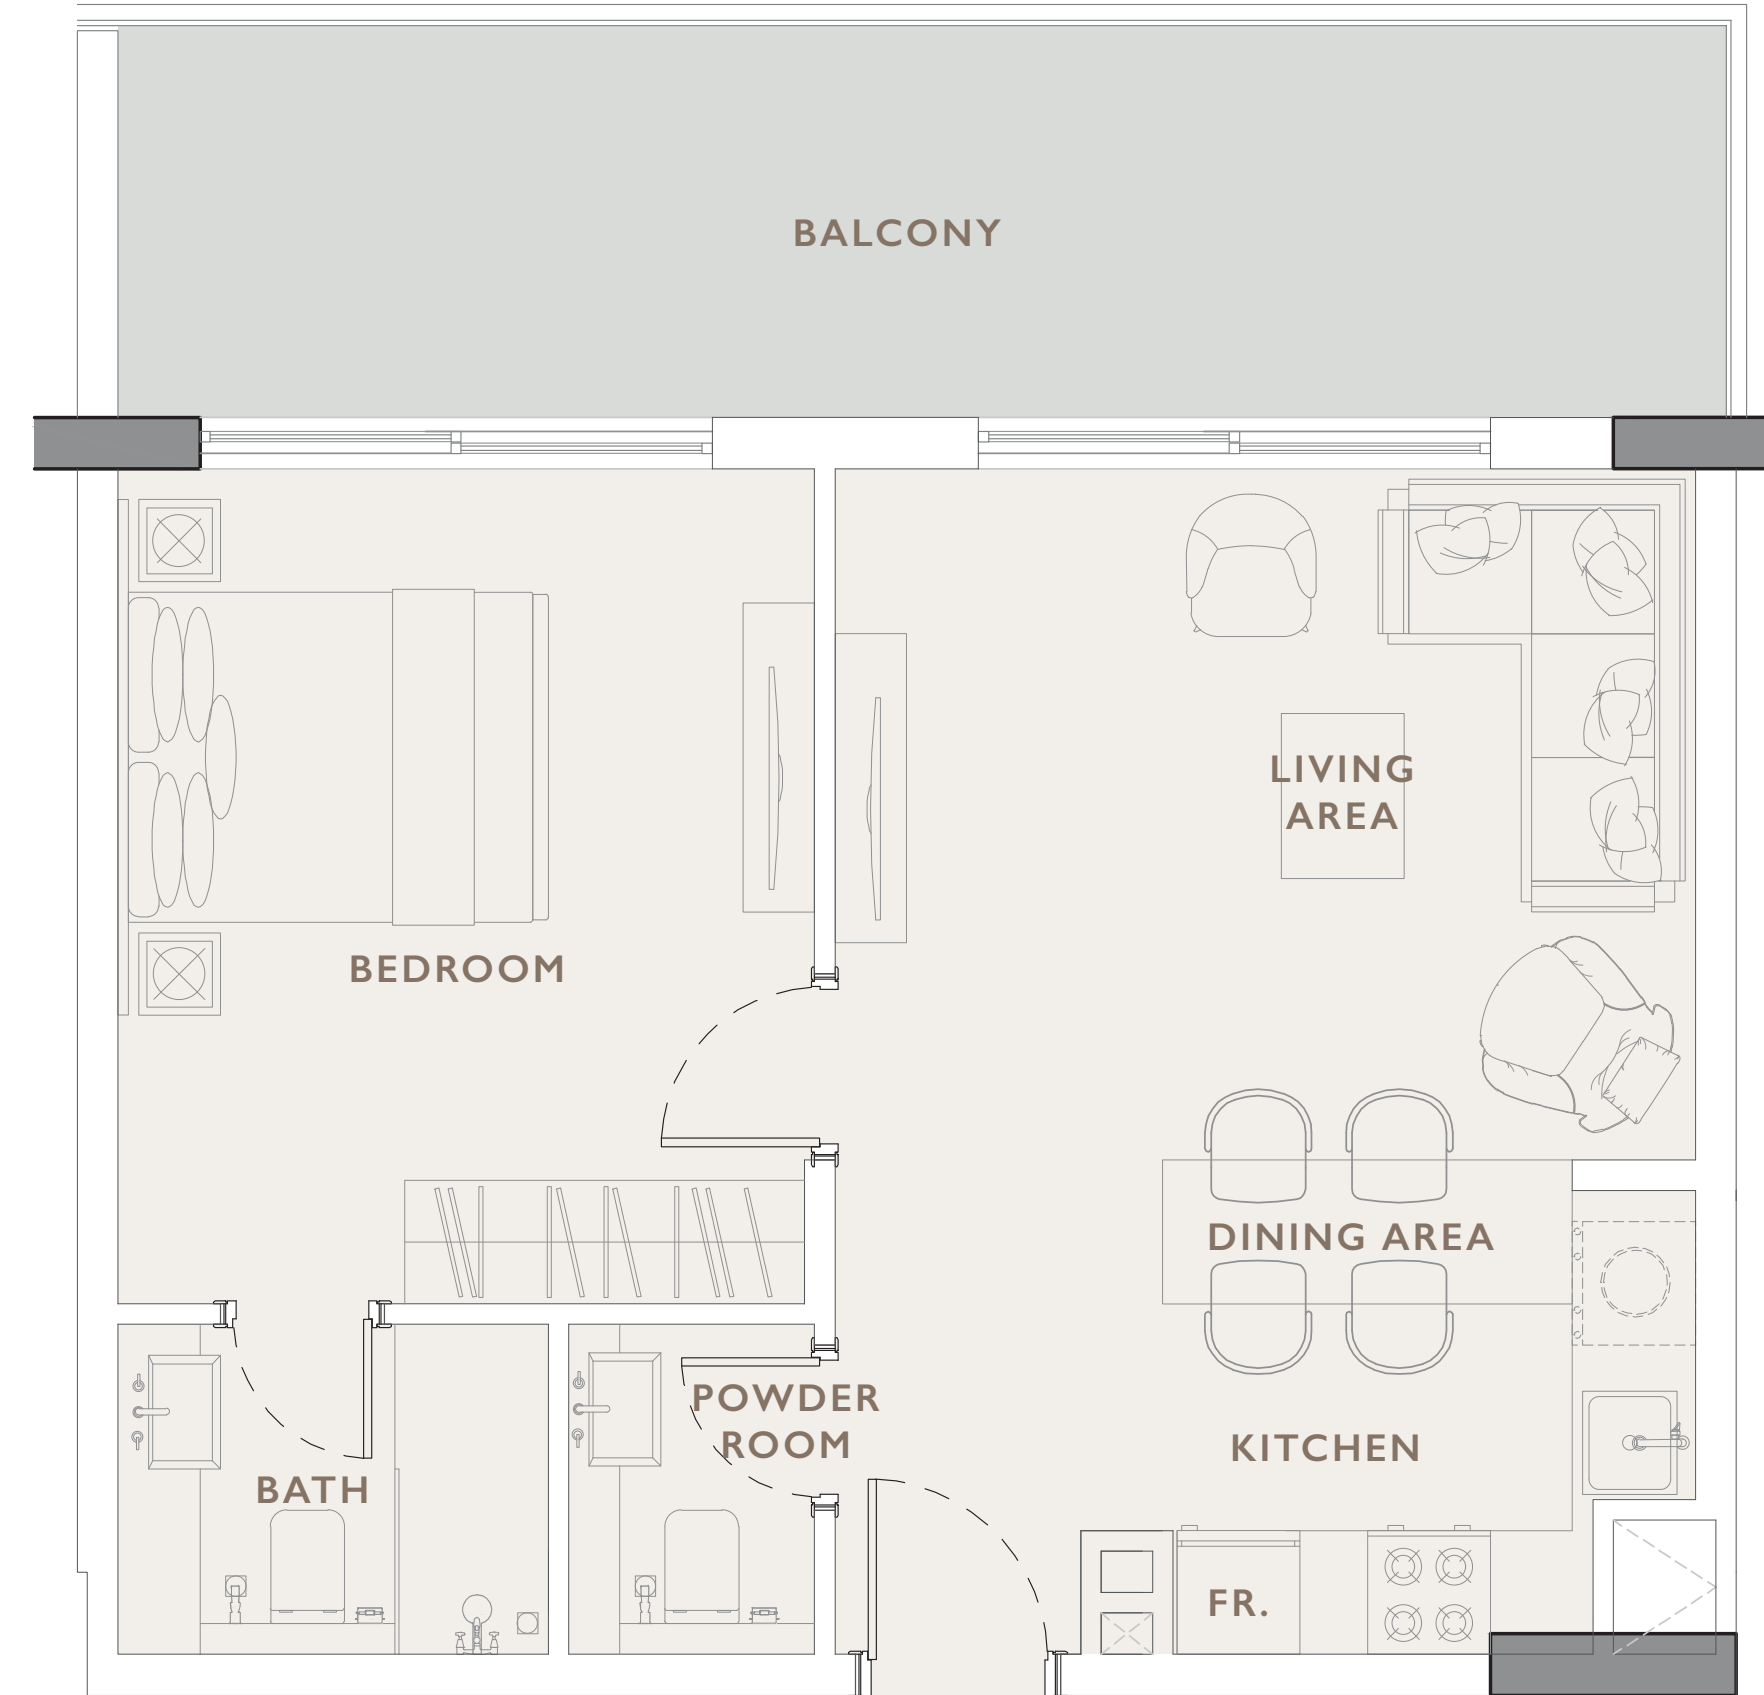 BALCONY
LIVING
AREA
BEDROOM
DINING AREA
POWDER
ROOM
KITCHEN
BATH
FR.